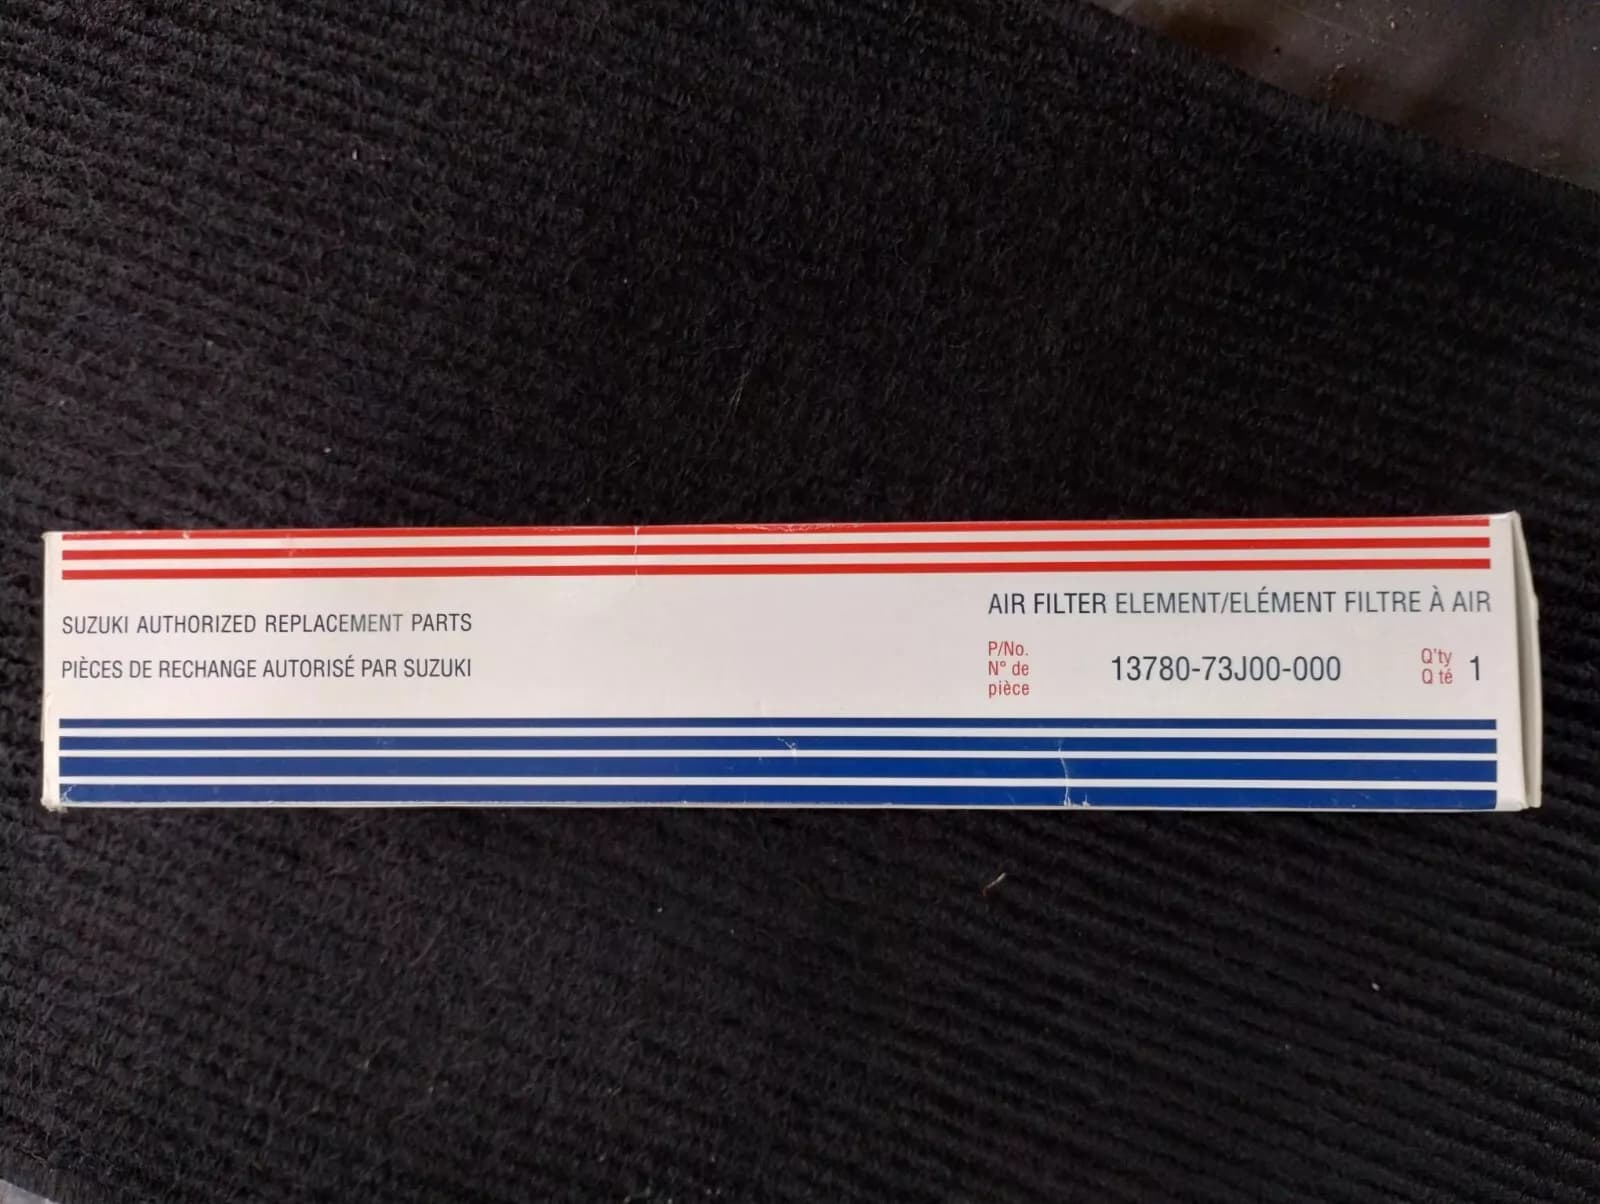 SUZUKI AUTHORIZED REPLACEMENT PARTS
PIÈCES DE RECHANGE AUTORISÉ PAR SUZUKI
AIR FILTER ELEMENT/ELÉMENT FILTRE À AIR
P/No.
N° de
pièce
13780-73J00-000
Q'ty
Q té
1